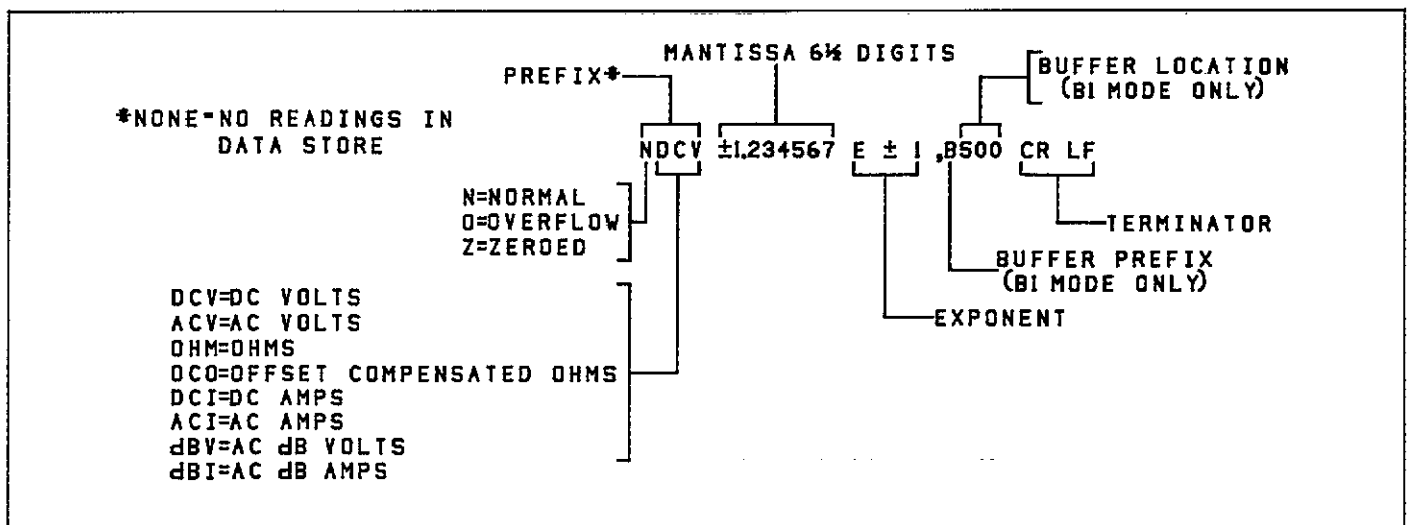 MANTISSA 6½ DIGITS
PREFIX*
BUFFER LOCATION
(B1 MODE ONLY)
*NONE=NO READINGS IN
DATA STORE
NDCV ±1.234567 E ± 1 ,B500 CR LF
N=NORMAL
O=OVERFLOW
Z=ZEROED
TERMINATOR
BUFFER PREFIX
(B1 MODE ONLY)
EXPONENT
DCV=DC VOLTS
ACV=AC VOLTS
OHM=OHMS
OCO=OFFSET COMPENSATED OHMS
DCI=DC AMPS
ACI=AC AMPS
dBV=AC dB VOLTS
dBI=AC dB AMPS